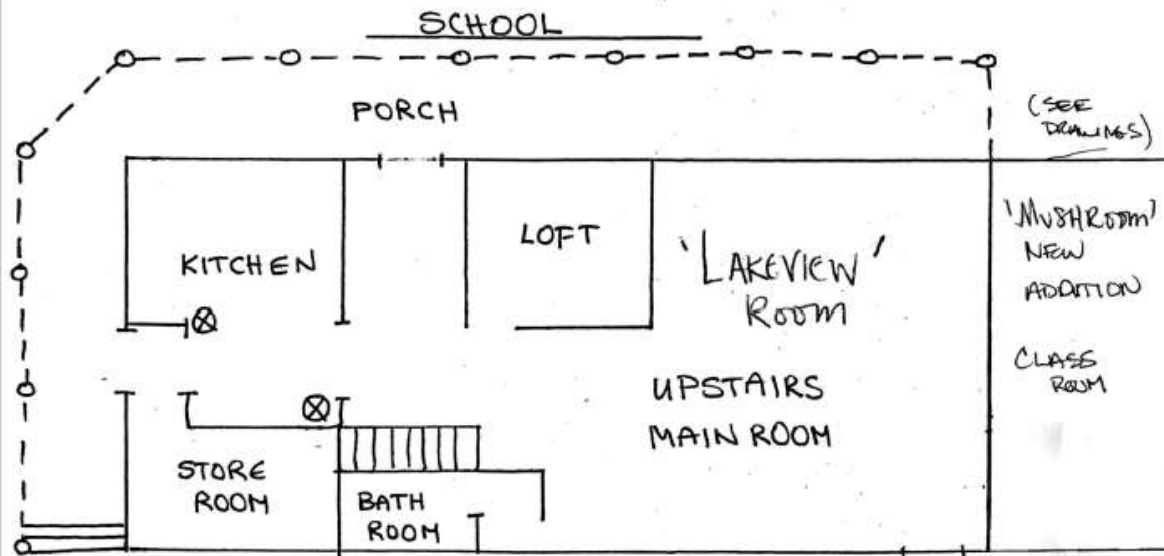 SCHOOL
PORCH
(SEE
DRAWINGS)
KITCHEN
LOFT
'LAKEVIEW'
ROOM
'MUSHROOM'
NEW
ADDITION
CLASS
ROOM
UPSTAIRS
MAIN ROOM
STORE
ROOM
BATH
ROOM